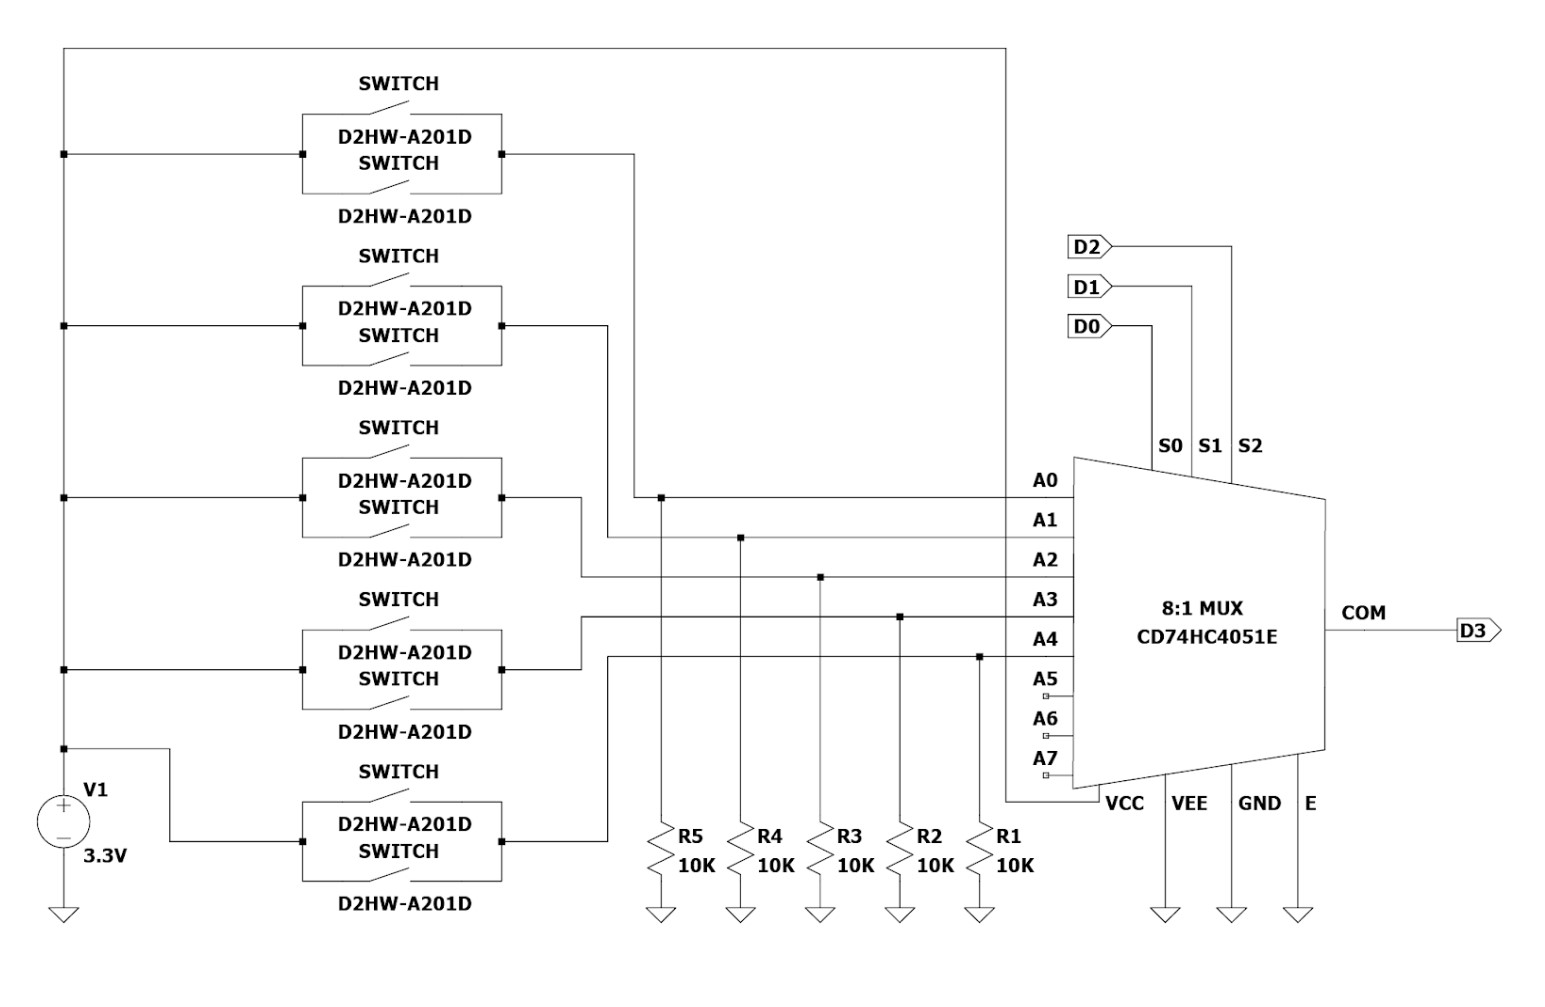 SWITCH
D2HW-A201D
SWITCH
D2HW-A201D
SWITCH
D2HW-A201D
SWITCH
D2HW-A201D
SWITCH
D2HW-A201D
SWITCH
D2HW-A201D
SWITCH
D2HW-A201D
SWITCH
D2HW-A201D
SWITCH
D2HW-A201D
SWITCH
D2HW-A201D
V1
3.3V
R5
10K
R4
10K
R3
10K
R2
10K
R1
10K
D2
D1
D0
S0 S1 S2
A0
A1
A2
A3
A4
A5
A6
A7
8:1 MUX
CD74HC4051E
COM
D3
VCC VEE GND E